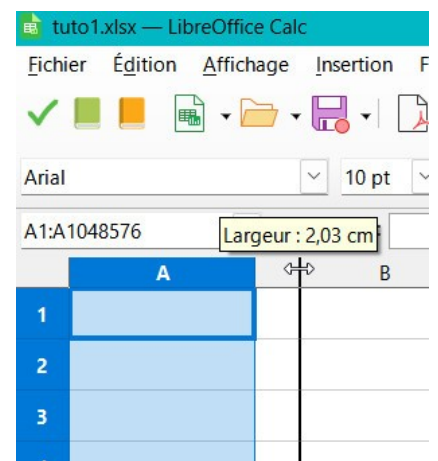 tuto1.xlsx — LibreOffice Calc
Fichier Édition Affichage Insertion F
Arial 10 pt
A1:A1048576 Largeur : 2,03 cm
A B
1
2
3